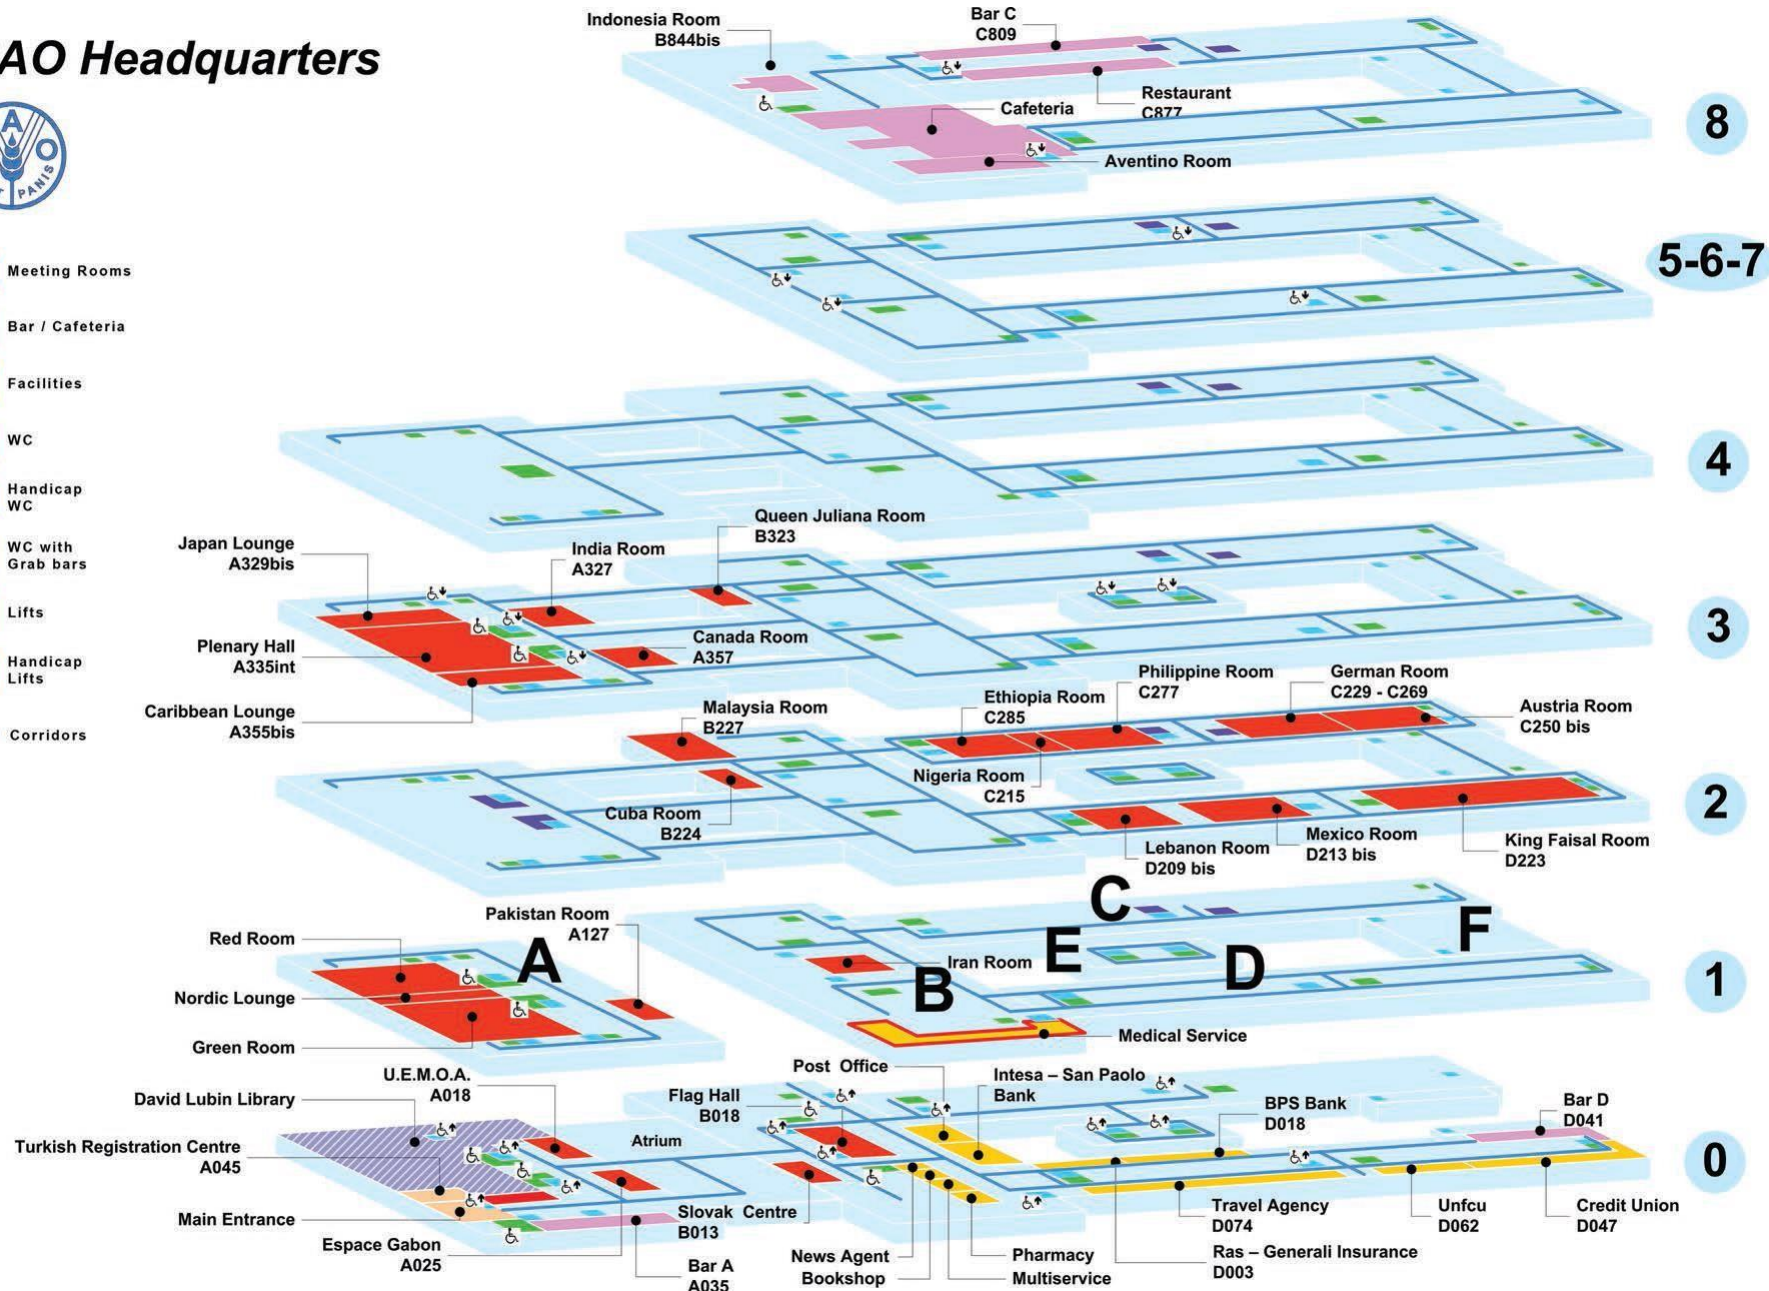 AO Headquarters
A
O
PANIS
Meeting Rooms
Bar / Cafeteria
Facilities
WC
Handicap
WC
WC with
Grab bars
Lifts
Handicap
Lifts
Corridors
Indonesia Room
B844bis
Bar C
C809
Restaurant
C877
Cafeteria
Aventino Room
8
5-6-7
4
Queen Juliana Room
B323
Japan Lounge
A329bis
India Room
A327
Plenary Hall
A335int
Canada Room
A357
Caribbean Lounge
A355bis
3
Malaysia Room
B227
Ethiopia Room
C285
Philippine Room
C277
German Room
C229 - C269
Austria Room
C250 bis
Nigeria Room
C215
Cuba Room
B224
Lebanon Room
D209 bis
Mexico Room
D213 bis
King Faisal Room
D223
2
Pakistan Room
A127
Red Room
Nordic Lounge
Green Room
A
B
C
E
D
F
Iran Room
Medical Service
1
David Lubin Library
U.E.M.O.A.
A018
Turkish Registration Centre
A045
Main Entrance
Espace Gabon
A025
Atrium
Bar A
A035
Flag Hall
B018
Slovak Centre
B013
Post Office
Intesa – San Paolo
Bank
BPS Bank
D018
Bar D
D041
News Agent
Bookshop
Pharmacy
Multiservice
Travel Agency
D074
Ras – Generali Insurance
D003
Unfcu
D062
Credit Union
D047
0